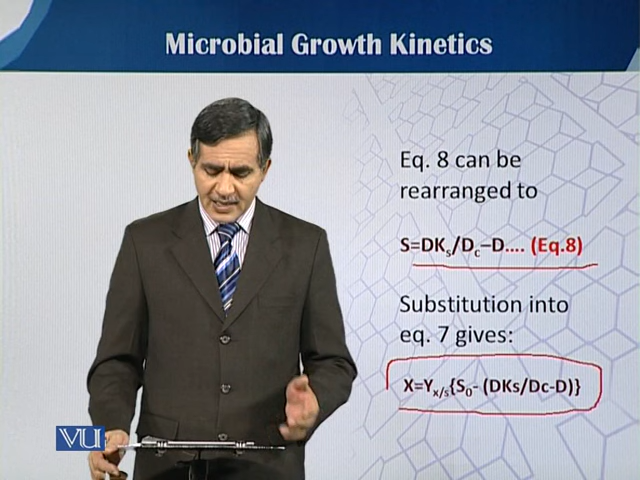 Microbial Growth Kinetics
Eq. 8 can be
rearranged to
S=DKₛ/D꜀–D.... (Eq.8)
Substitution into
eq. 7 gives:
X=Yₓ/ₛ{S₀- (DKs/Dc-D)}
VU